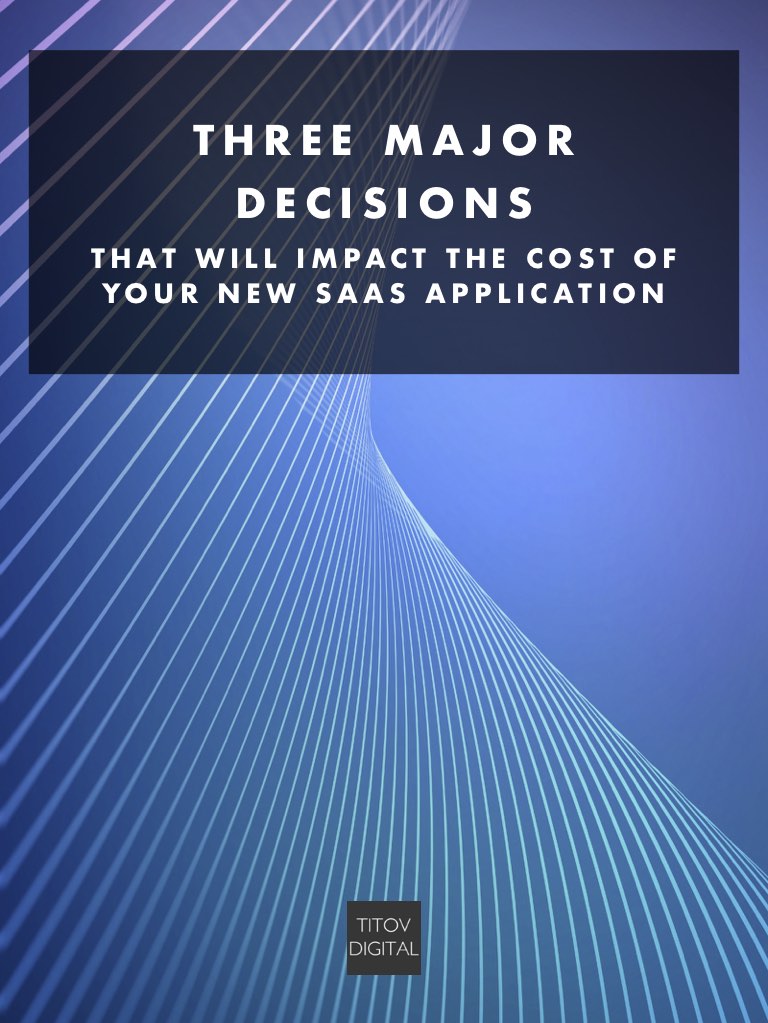 THREE MAJOR
DECISIONS
THAT WILL IMPACT THE COST OF
YOUR NEW SAAS APPLICATION
TITOV
DIGITAL